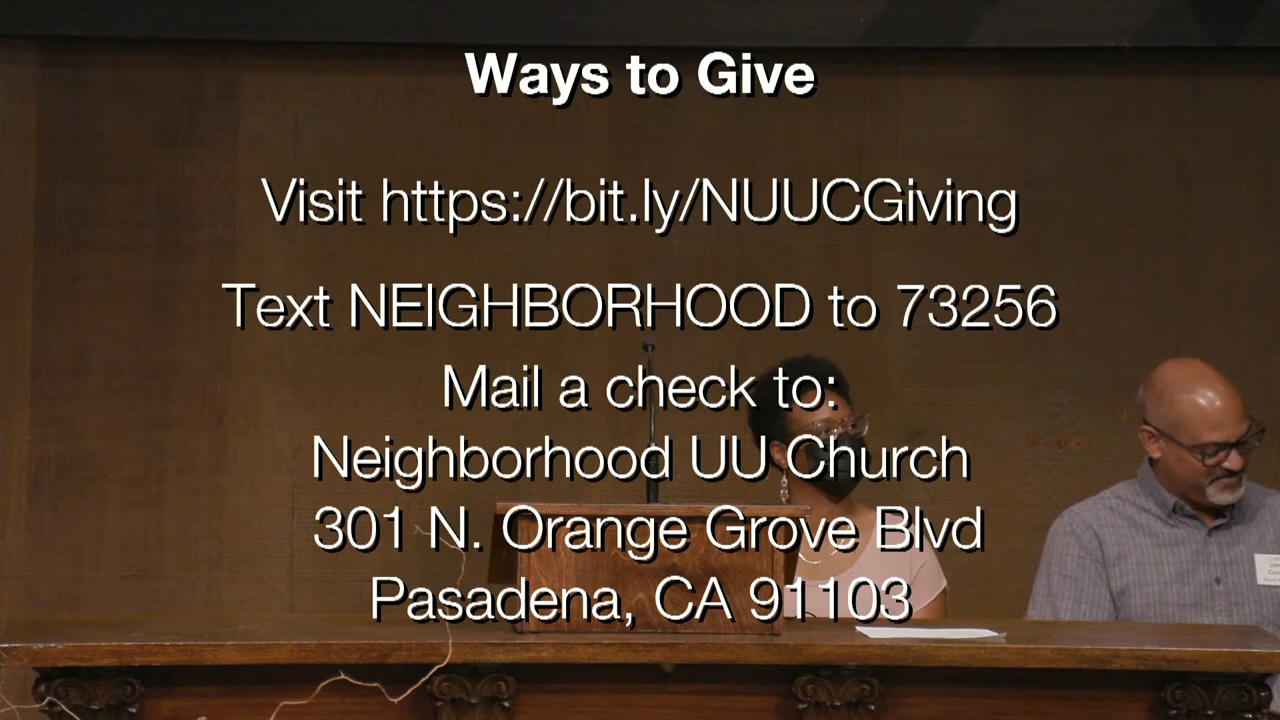 Ways to Give
Visit https://bit.ly/NUUCGiving
Text NEIGHBORHOOD to 73256
Mail a check to:
Neighborhood UU Church
301 N. Orange Grove Blvd
Pasadena, CA 91103